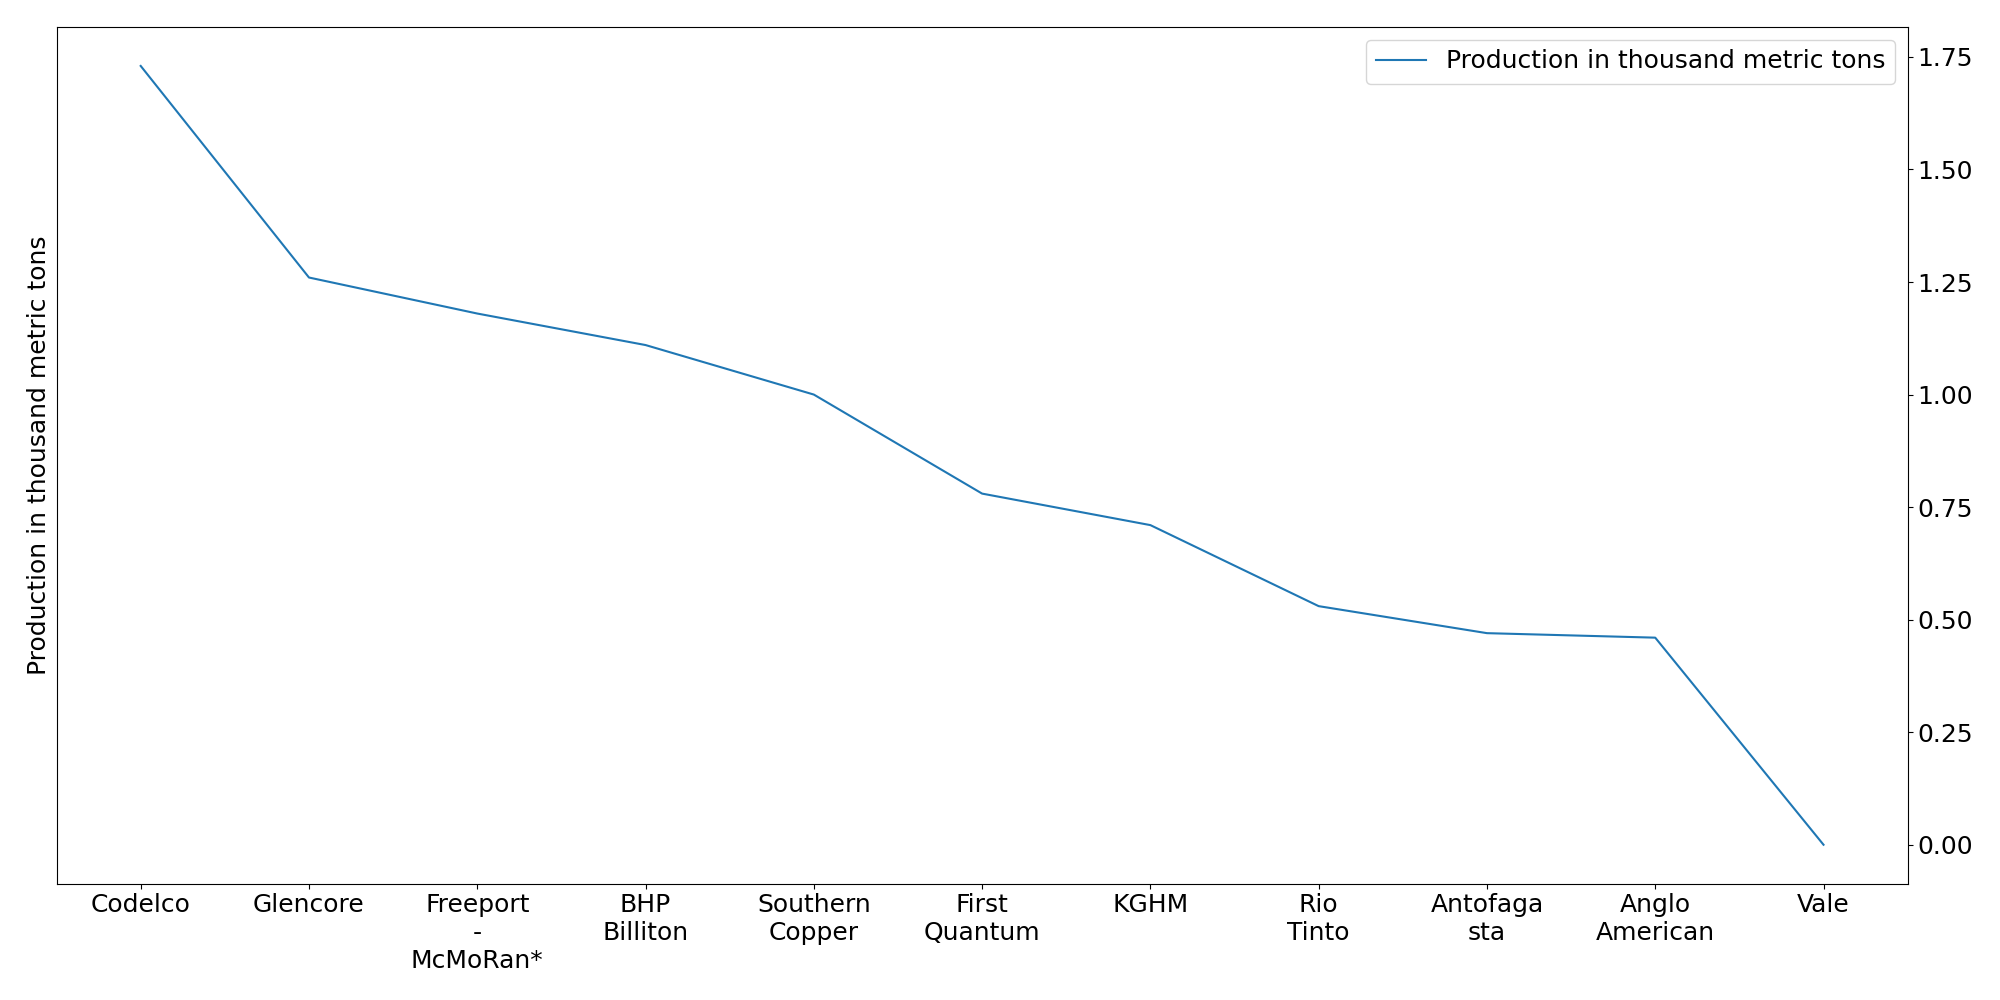 Production in thousand metric tons
Production in thousand metric tons
1.75
1.50
1.25
1.00
0.75
0.50
0.25
0.00
Codelco
Glencore
Freeport
-
McMoRan*
BHP
Billiton
Southern
Copper
First
Quantum
KGHM
Rio
Tinto
Antofaga
sta
Anglo
American
Vale